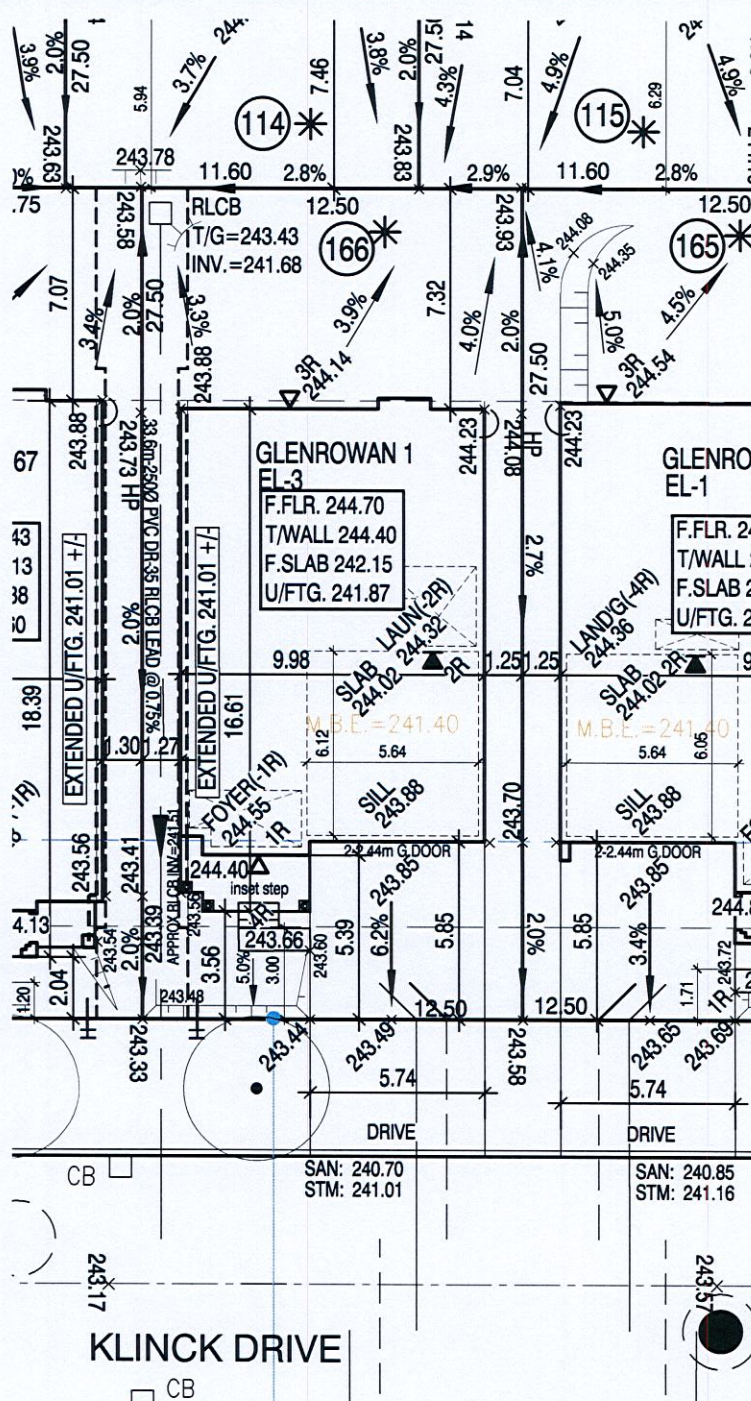 3.9%
2.0%
27.50
3.7%
244.
5.94
7.46
3.8%
2.0%
27.5
14
4.3%
7.04
4.9%
6.29
24
4.9%
114
115
243.63
243.78
243.83
11.60
2.8%
2.9%
11.60
2.8%
.75
243.58
RLCB
T/G=243.43
INV.=241.68
12.50
166
243.93
4.1%
244.08
244.35
12.50
165
7.07
3.4%
2.0%
27.50
3.3%
3.9%
7.32
4.0%
2.0%
27.50
5.0%
4.5%
243.88
3R
244.14
3R
244.54
243.88
243.73 HP
33.6m-250Ø PVC DR-35 RLCB LEAD @ 0.75%
244.23
244.08
HP
244.23
67
GLENROWAN 1
EL-3
GLENRO
EL-1
F.FLR. 244.70
T/WALL 244.40
F.SLAB 242.15
U/FTG. 241.87
F.FLR. 24
T/WALL
F.SLAB 2
U/FTG. 2
43
13
38
EXTENDED U/FTG. 241.01 +/-
2.0%
EXTENDED U/FTG. 241.01 +/-
2.7%
LAUN(-2R)
244.32
LAND'G(-4R)
244.36
9.98
SLAB
244.02
2R
1.25
1.25
SLAB
244.02
2R
9
18.39
16.61
M.B.E.=241.40
M.B.E.=241.40
6.12
5.64
5.64
6.05
1.30
1.27
FOYER(-1R)
244.55
1R
SILL
243.88
SILL
243.88
243.70
1R)
243.56
243.41
APPROX RLCB INV=241.51
244.40
inset step
2-2.44m G.DOOR
2-2.44m G.DOOR
243.85
243.85
4.13
243.54
2.0%
243.39
243.56
4R
243.66
243.60
5.39
6.2%
5.85
2.0%
5.85
3.4%
244.8
243.72
2.04
1.20
3.56
5.0%
3.00
243.48
12.50
12.50
1.71
1R
243.33
243.44
243.49
243.58
243.65
243.69
5.74
5.74
DRIVE
DRIVE
CB
SAN: 240.70
STM: 241.01
SAN: 240.85
STM: 241.16
243.17
243.57
KLINCK DRIVE
CB